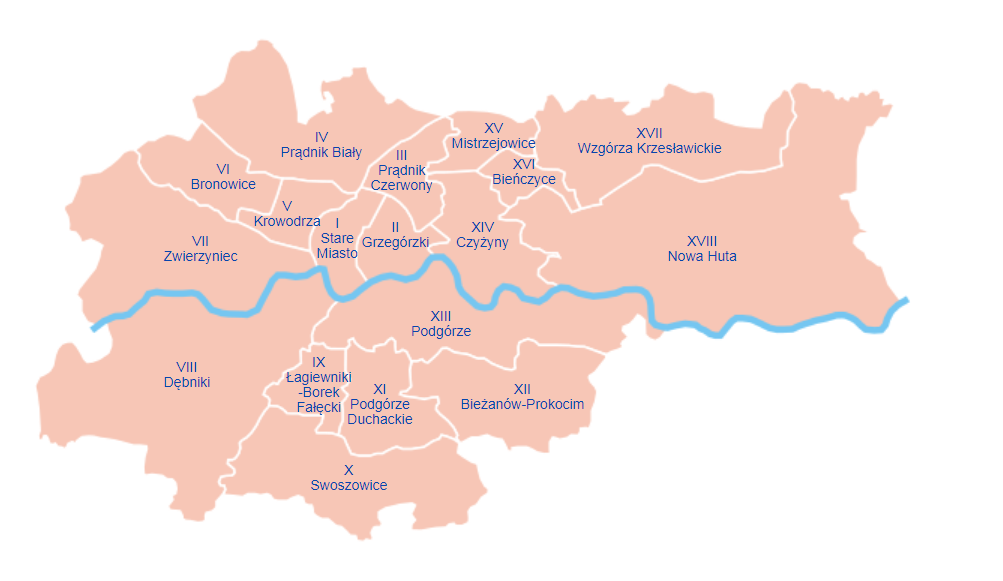 IV
Prądnik Biały
XV
Mistrzejowice
XVII
Wzgórza Krzesławickie
III
Prądnik
Czerwony
XVI
Bieńczyce
VI
Bronowice
V
Krowodrza
I
Stare
Miasto
II
Grzegórzki
XIV
Czyżyny
VII
Zwierzyniec
XVIII
Nowa Huta
XIII
Podgórze
VIII
Dębniki
IX
Łagiewniki
-Borek
Fałęcki
XI
Podgórze
Duchackie
XII
Bieżanów-Prokocim
X
Swoszowice